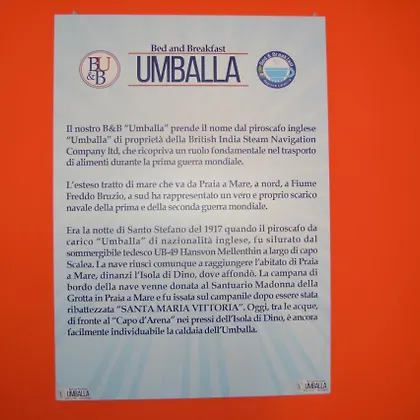 Bed and Breakfast
UMBALLA
BU
&B
Il nostro B&B "Umballa" prende il nome dal piroscafo inglese
"Umballa" di proprietà della British India Steam Navigation
Company ltd, che ricopriva un ruolo fondamentale nel trasporto
di alimenti durante la prima guerra mondiale.
L'esteso tratto di mare che va da Praia a Mare, a nord, a Fiume
Freddo Bruzio, a sud ha rappresentato un vero e proprio scarico
navale della prima e della seconda guerra mondiale.
Era la notte di Santo Stefano del 1917 quando il piroscafo da
carico "Umballa" di nazionalità inglese, fu silurato dal
sommergibile tedesco UB-49 Hansvon Mellenthin a largo di capo
Scalea. La nave riuscì comunque a raggiungere l'abitato di Praia
a Mare, dinanzi l'Isola di Dino, dove affondò. La campana di
bordo della nave venne donata al Santuario Madonna della
Grotta in Praia a Mare e fu issata sul campanile dopo essere stata
ribattezzata "SANTA MARIA VITTORIA". Oggi, tra le acque,
di fronte al "Capo d'Arena" nei pressi dell'Isola di Dino, è ancora
facilmente individuabile la caldaia dell'Umballa.
UMBALLA
UMBALLA